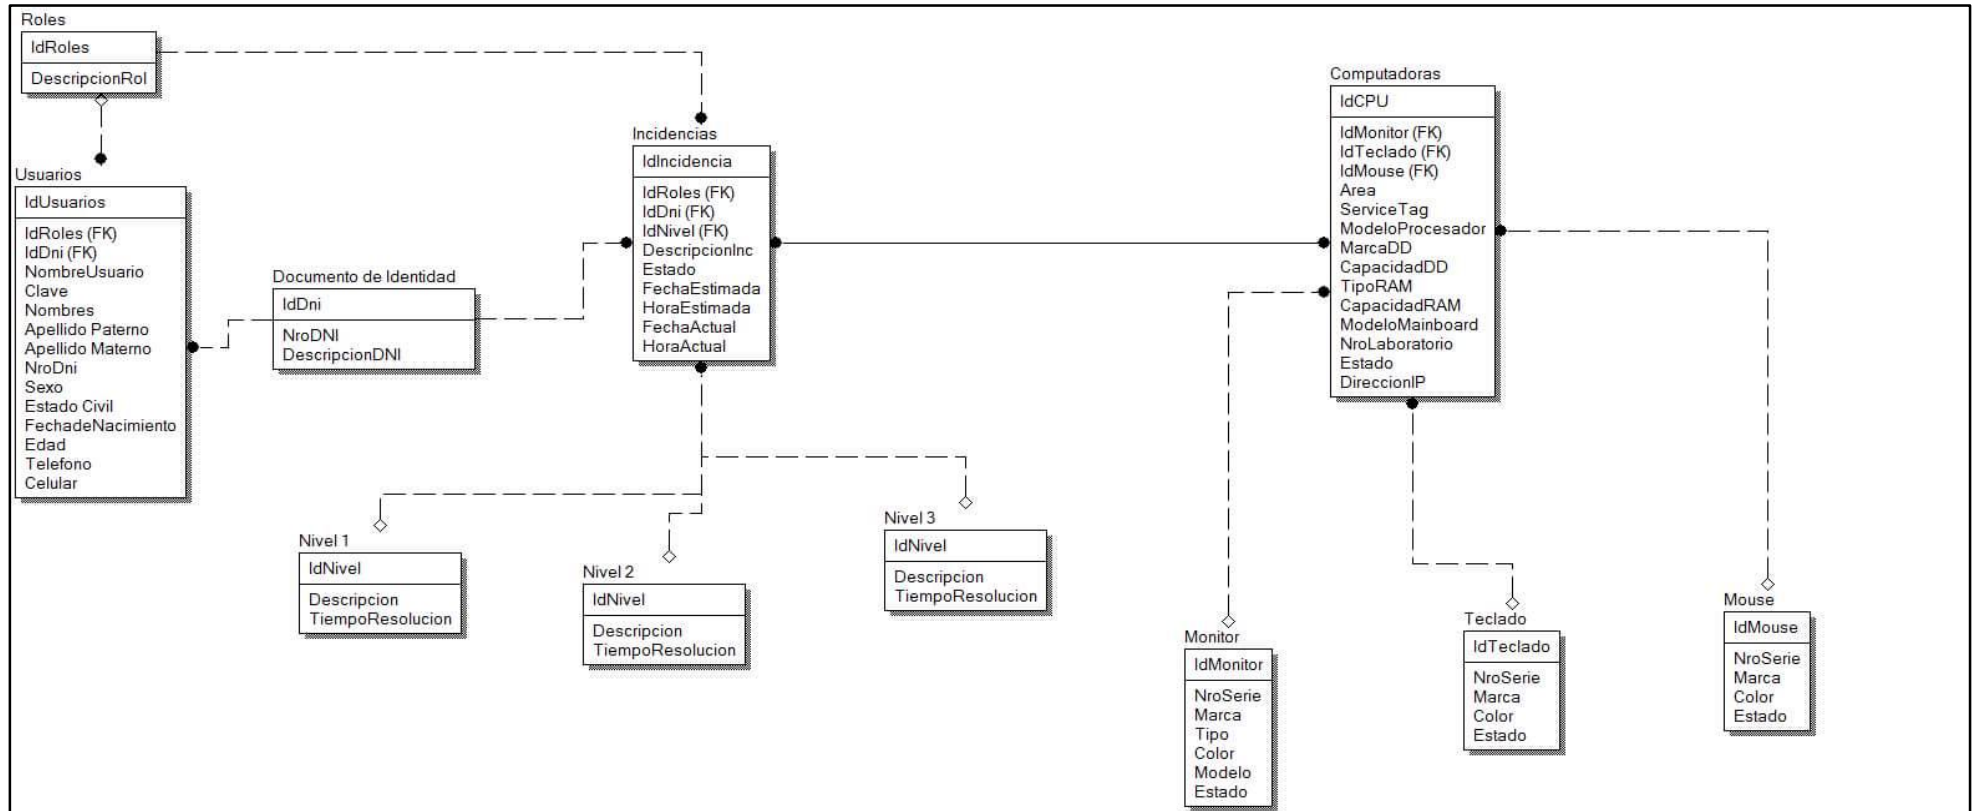 Roles
IdRoles
DescripcionRol
Usuarios
IdUsuarios
IdRoles (FK)
IdDni (FK)
NombreUsuario
Clave
Nombres
Apellido Paterno
Apellido Materno
NroDni
Sexo
Estado Civil
FechadeNacimiento
Edad
Telefono
Celular
Documento de Identidad
IdDni
NroDNI
DescripcionDNI
Incidencias
IdIncidencia
IdRoles (FK)
IdDni (FK)
IdNivel (FK)
DescripcionInc
Estado
FechaEstimada
HoraEstimada
FechaActual
HoraActual
Nivel 1
IdNivel
Descripcion
TiempoResolucion
Nivel 2
IdNivel
Descripcion
TiempoResolucion
Nivel 3
IdNivel
Descripcion
TiempoResolucion
Computadoras
IdCPU
IdMonitor (FK)
IdTeclado (FK)
IdMouse (FK)
Area
ServiceTag
ModeloProcesador
MarcaDD
CapacidadDD
TipoRAM
CapacidadRAM
ModeloMainboard
NroLaboratorio
Estado
DireccionIP
Monitor
IdMonitor
NroSerie
Marca
Tipo
Color
Modelo
Estado
Teclado
IdTeclado
NroSerie
Marca
Color
Estado
Mouse
IdMouse
NroSerie
Marca
Color
Estado